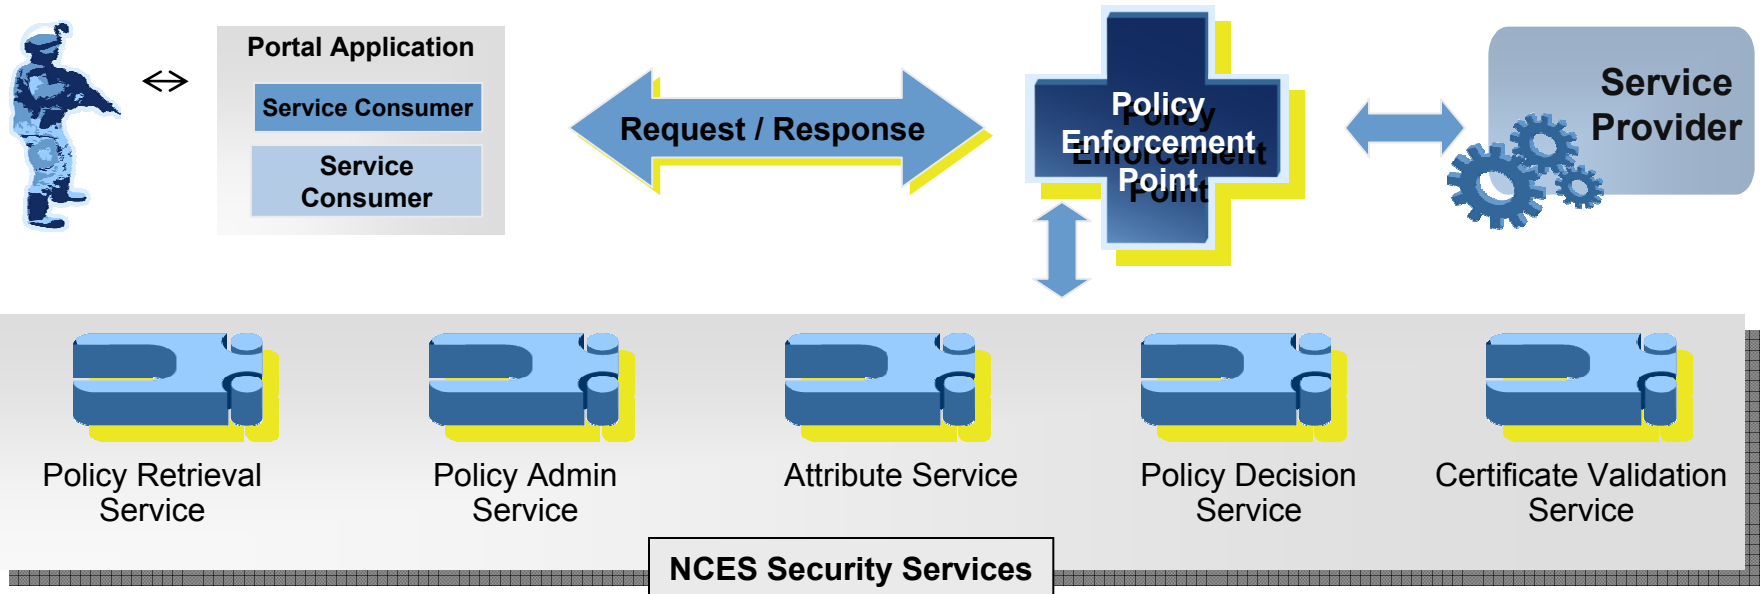 Portal Application
Service Consumer
Service
Consumer
Request / Response
Policy
Enforcement
Point
Service
Provider
Policy Retrieval
Service
Policy Admin
Service
Attribute Service
Policy Decision
Service
Certificate Validation
Service
NCES Security Services